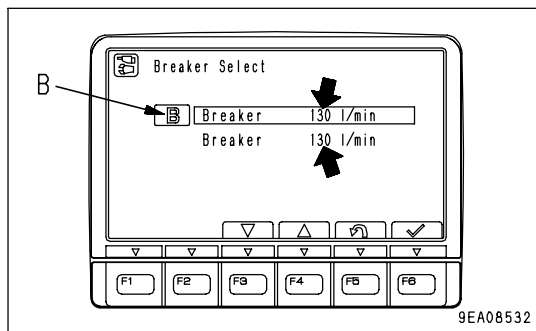 Breaker Select
B
B Breaker 130 l/min
Breaker 130 l/min
F1 F2 F3 F4 F5 F6
9EA08532